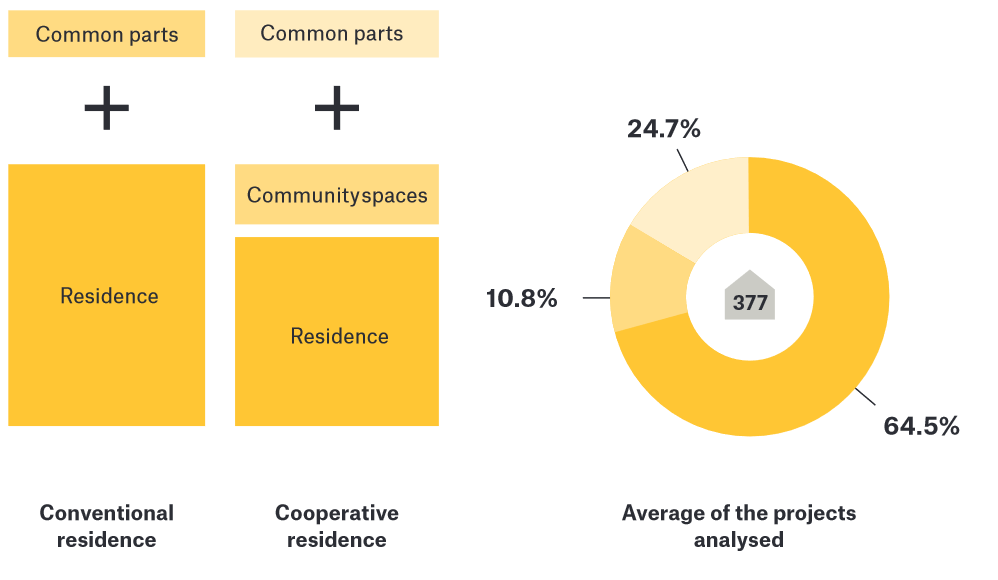 Common parts
Common parts
+
+
Communityspaces
Residence
Residence
Conventional
residence
Cooperative
residence
24.7%
10.8%
377
64.5%
Average of the projects
analysed